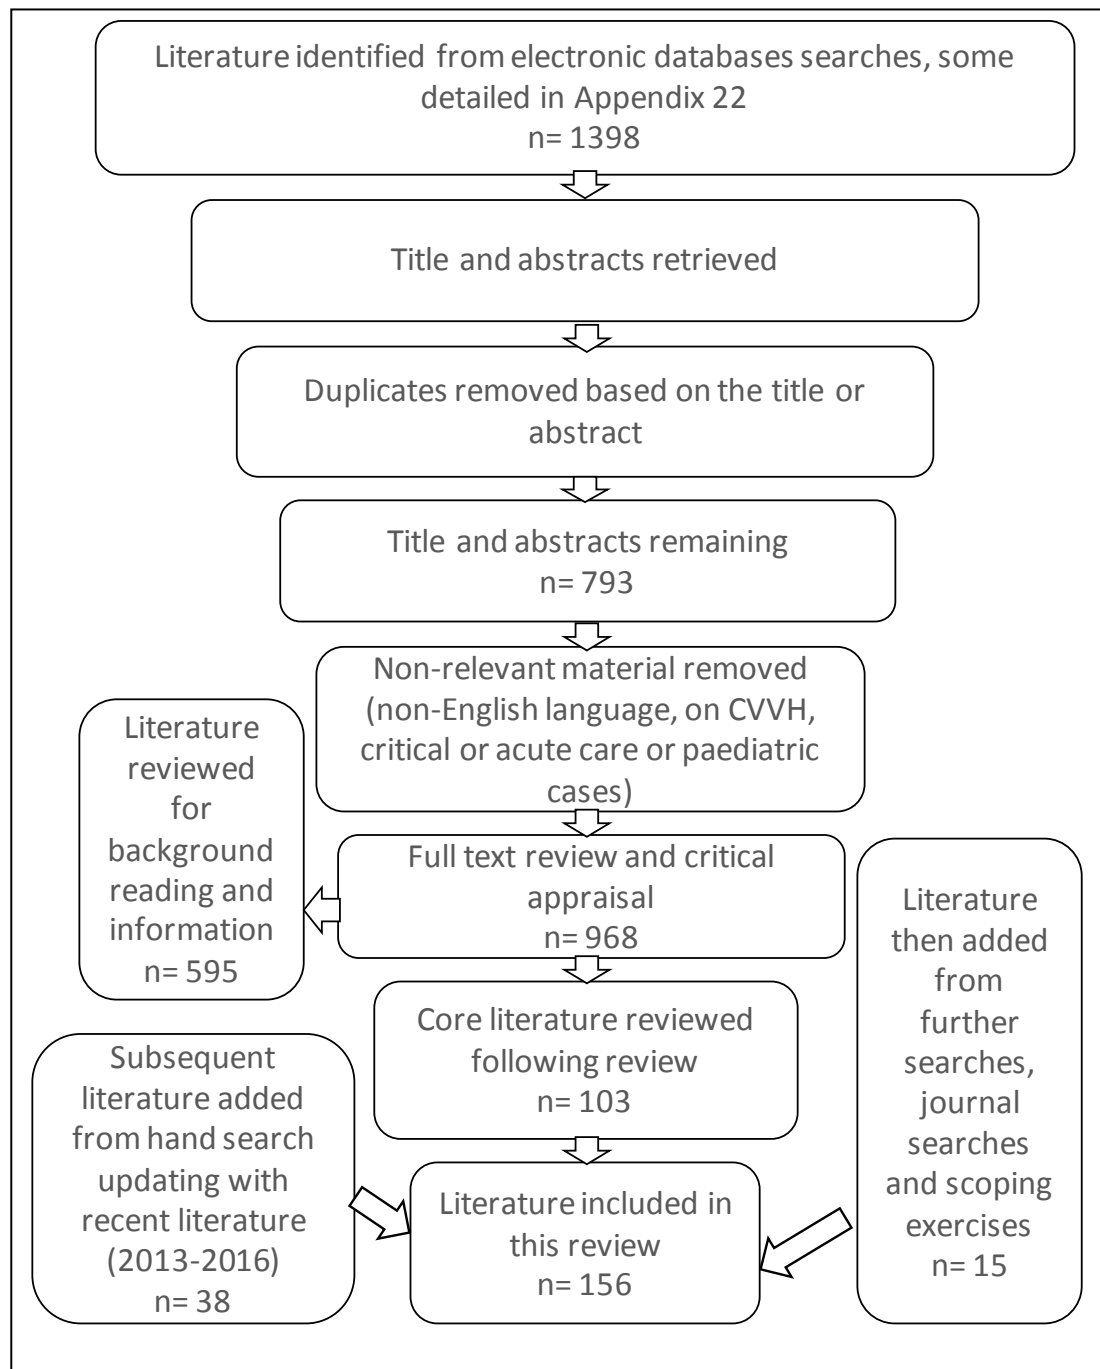 Literature identified from electronic databases searches, some
detailed in Appendix 22
n= 1398
Title and abstracts retrieved
Duplicates removed based on the title or
abstract
Title and abstracts remaining
n= 793
Non-relevant material removed
(non-English language, on CVVH,
critical or acute care or paediatric
cases)
Literature
reviewed
for
background
reading and
information
n= 595
Full text review and critical
appraisal
n= 968
Core literature reviewed
following review
n= 103
Subsequent
literature added
from hand search
updating with
recent literature
(2013-2016)
n= 38
Literature included in
this review
n= 156
Literature
then added
from
further
searches,
journal
searches
and scoping
exercises
n= 15